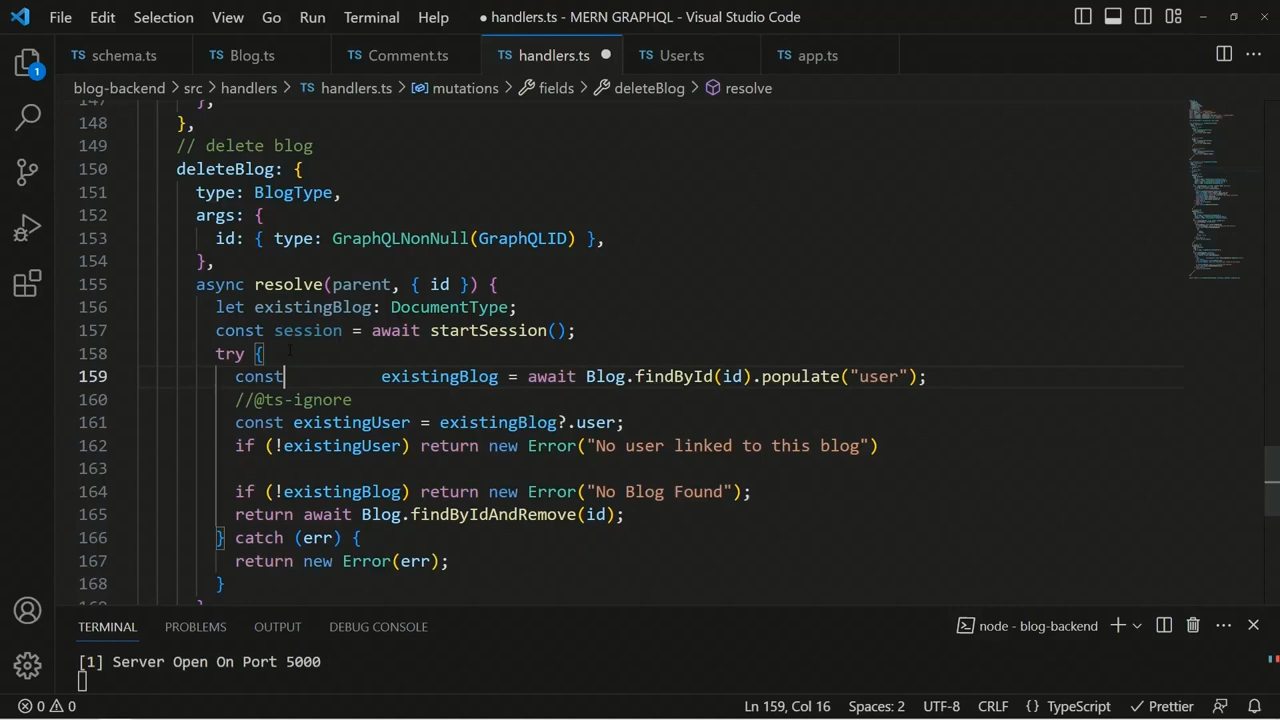 File Edit Selection View Go Run Terminal Help ● handlers.ts - MERN GRAPHQL - Visual Studio Code
TS schema.ts TS Blog.ts TS Comment.ts TS handlers.ts ● TS User.ts TS app.ts ···
blog-backend > src > handlers > TS handlers.ts > mutations > fields > deleteBlog > resolve
147 },
148 },
149 // delete blog
150 deleteBlog: {
151 type: BlogType,
152 args: {
153 id: { type: GraphQLNonNull(GraphQLID) },
154 },
155 async resolve(parent, { id }) {
156 let existingBlog: DocumentType;
157 const session = await startSession();
158 try {
159 const existingBlog = await Blog.findById(id).populate("user");
160 //@ts-ignore
161 const existingUser = existingBlog?.user;
162 if (!existingUser) return new Error("No user linked to this blog")
163
164 if (!existingBlog) return new Error("No Blog Found");
165 return await Blog.findByIdAndRemove(id);
166 } catch (err) {
167 return new Error(err);
168 }
169 }
1
TERMINAL PROBLEMS OUTPUT DEBUG CONSOLE node - blog-backend
[1] Server Open On Port 5000
0 0 Ln 159, Col 16 Spaces: 2 UTF-8 CRLF {} TypeScript Prettier